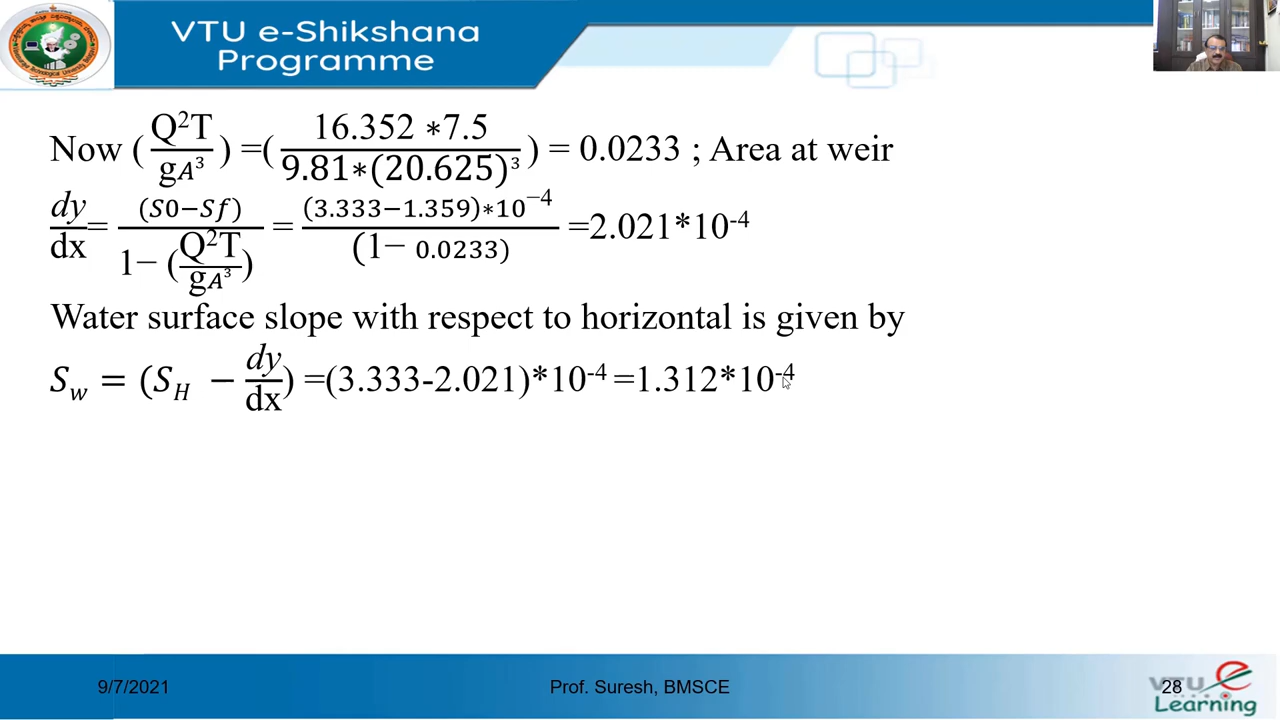 VTU e-Shikshana
Programme
Now (Q²T/gA³) =(16.352 *7.5/9.81*(20.625)³) = 0.0233 ; Area at weir
dy/dx= (S0−Sf)/1− (Q²T/gA³) = (3.333−1.359)*10⁻⁴/(1− 0.0233) =2.021*10⁻⁴
Water surface slope with respect to horizontal is given by
S_w = (S_H − dy/dx) =(3.333-2.021)*10⁻⁴ =1.312*10⁻⁴
9/7/2021
Prof. Suresh, BMSCE
28
VTU e
Learning